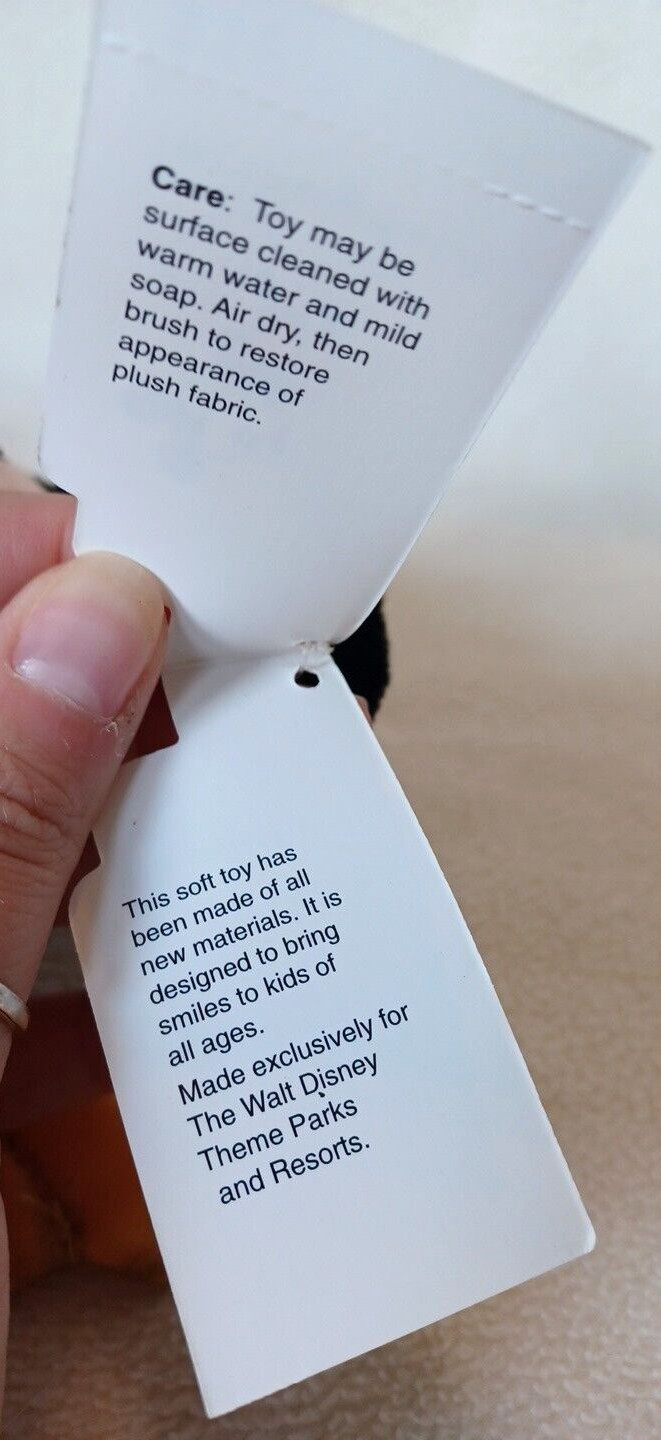 Care: Toy may be
surface cleaned with
warm water and mild
soap. Air dry, then
brush to restore
appearance of
plush fabric.
This soft toy has
been made of all
new materials. It is
designed to bring
smiles to kids of
all ages.
Made exclusively for
The Walt Disney
Theme Parks
and Resorts.